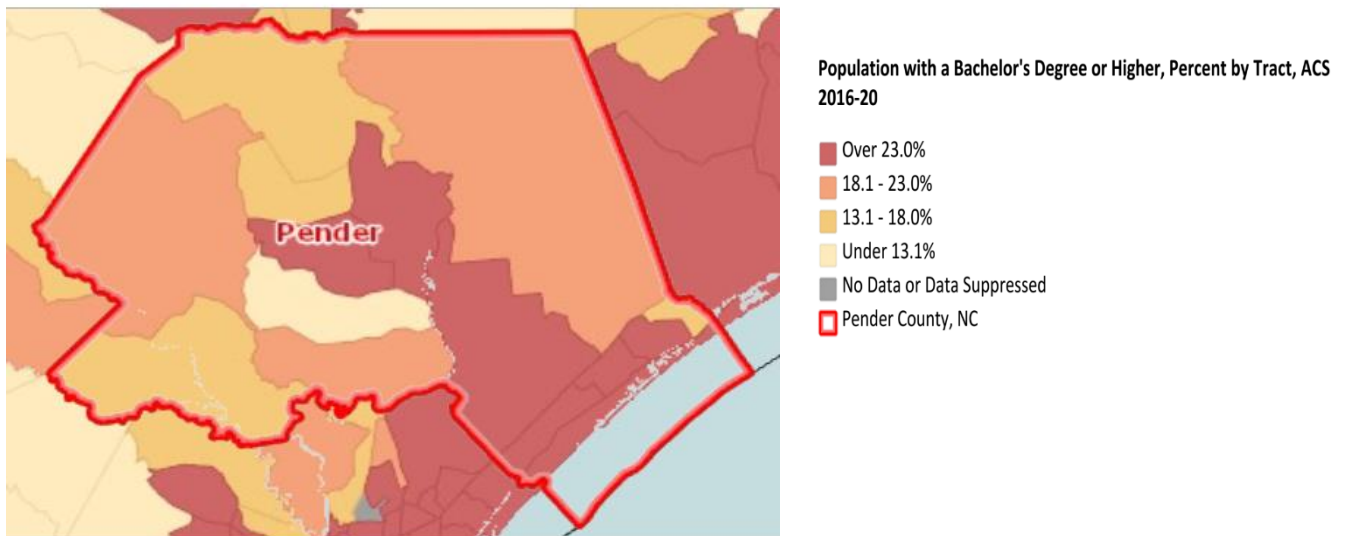 Pender
Population with a Bachelor's Degree or Higher, Percent by Tract, ACS
2016-20
Over 23.0%
18.1 - 23.0%
13.1 - 18.0%
Under 13.1%
No Data or Data Suppressed
Pender County, NC